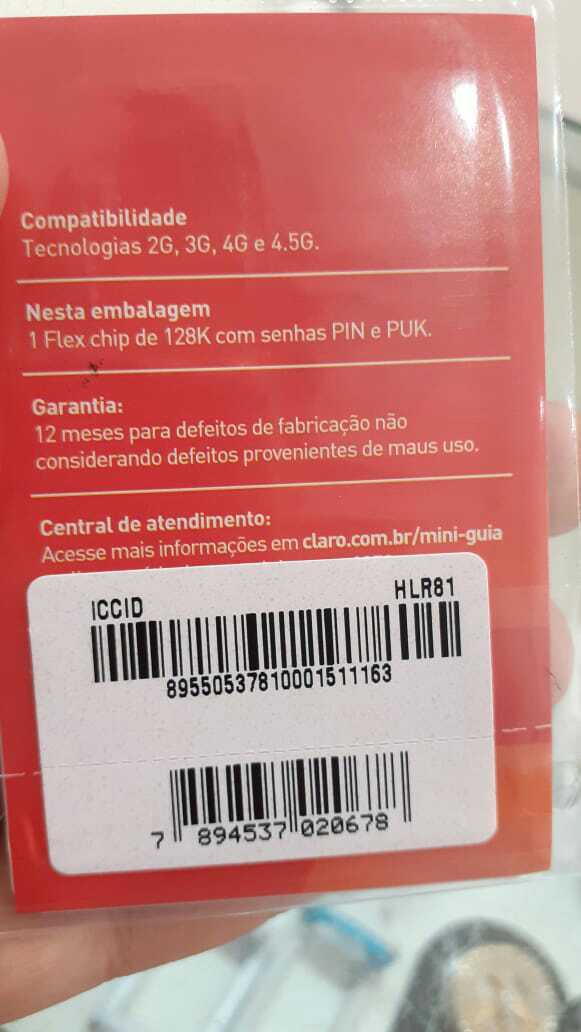 Compatibilidade
Tecnologias 2G, 3G, 4G e 4.5G.
Nesta embalagem
1 Flex chip de 128K com senhas PIN e PUK.
Garantia:
12 meses para defeitos de fabricação não
considerando defeitos provenientes de maus uso.
Central de atendimento:
Acesse mais informações em claro.com.br/mini-guia
ICCID HLR81
89550537810001511163
7 894537 020678